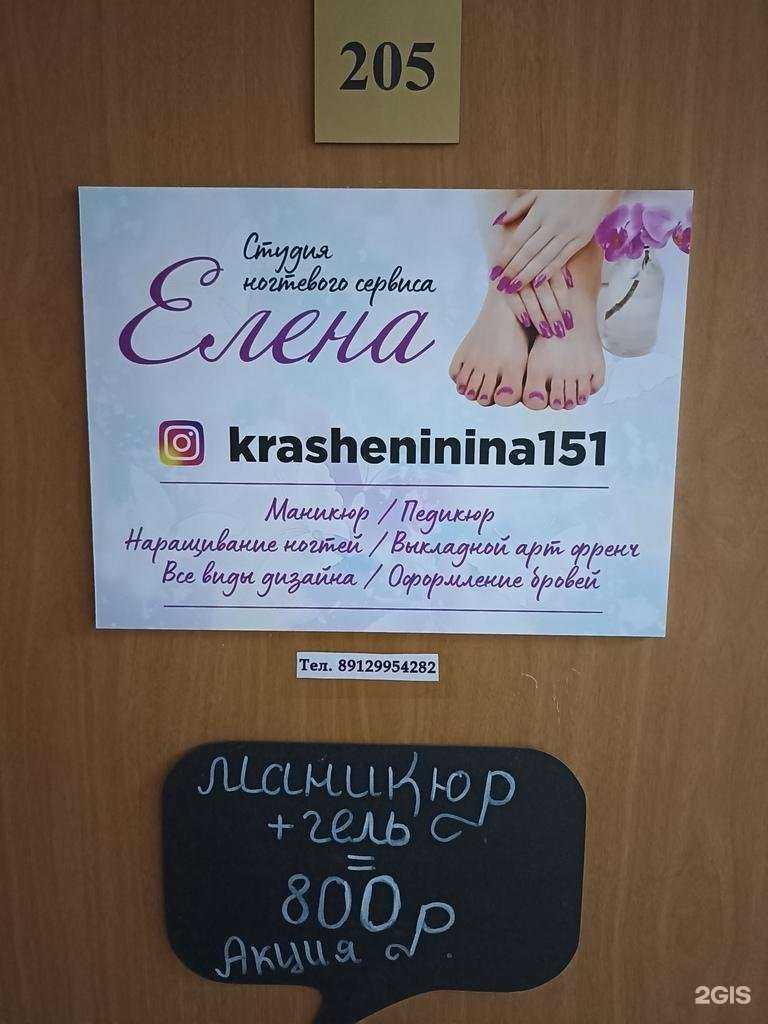 205
Студия
ногтевого сервиса
Елена
krasheninina151
Маникюр / Педикюр
Наращивание ногтей / Выкладной арт френч
Все виды дизайна / Оформление бровей
Тел. 89129954282
Маникюр
+ гель
=
800р
Акция
2GIS